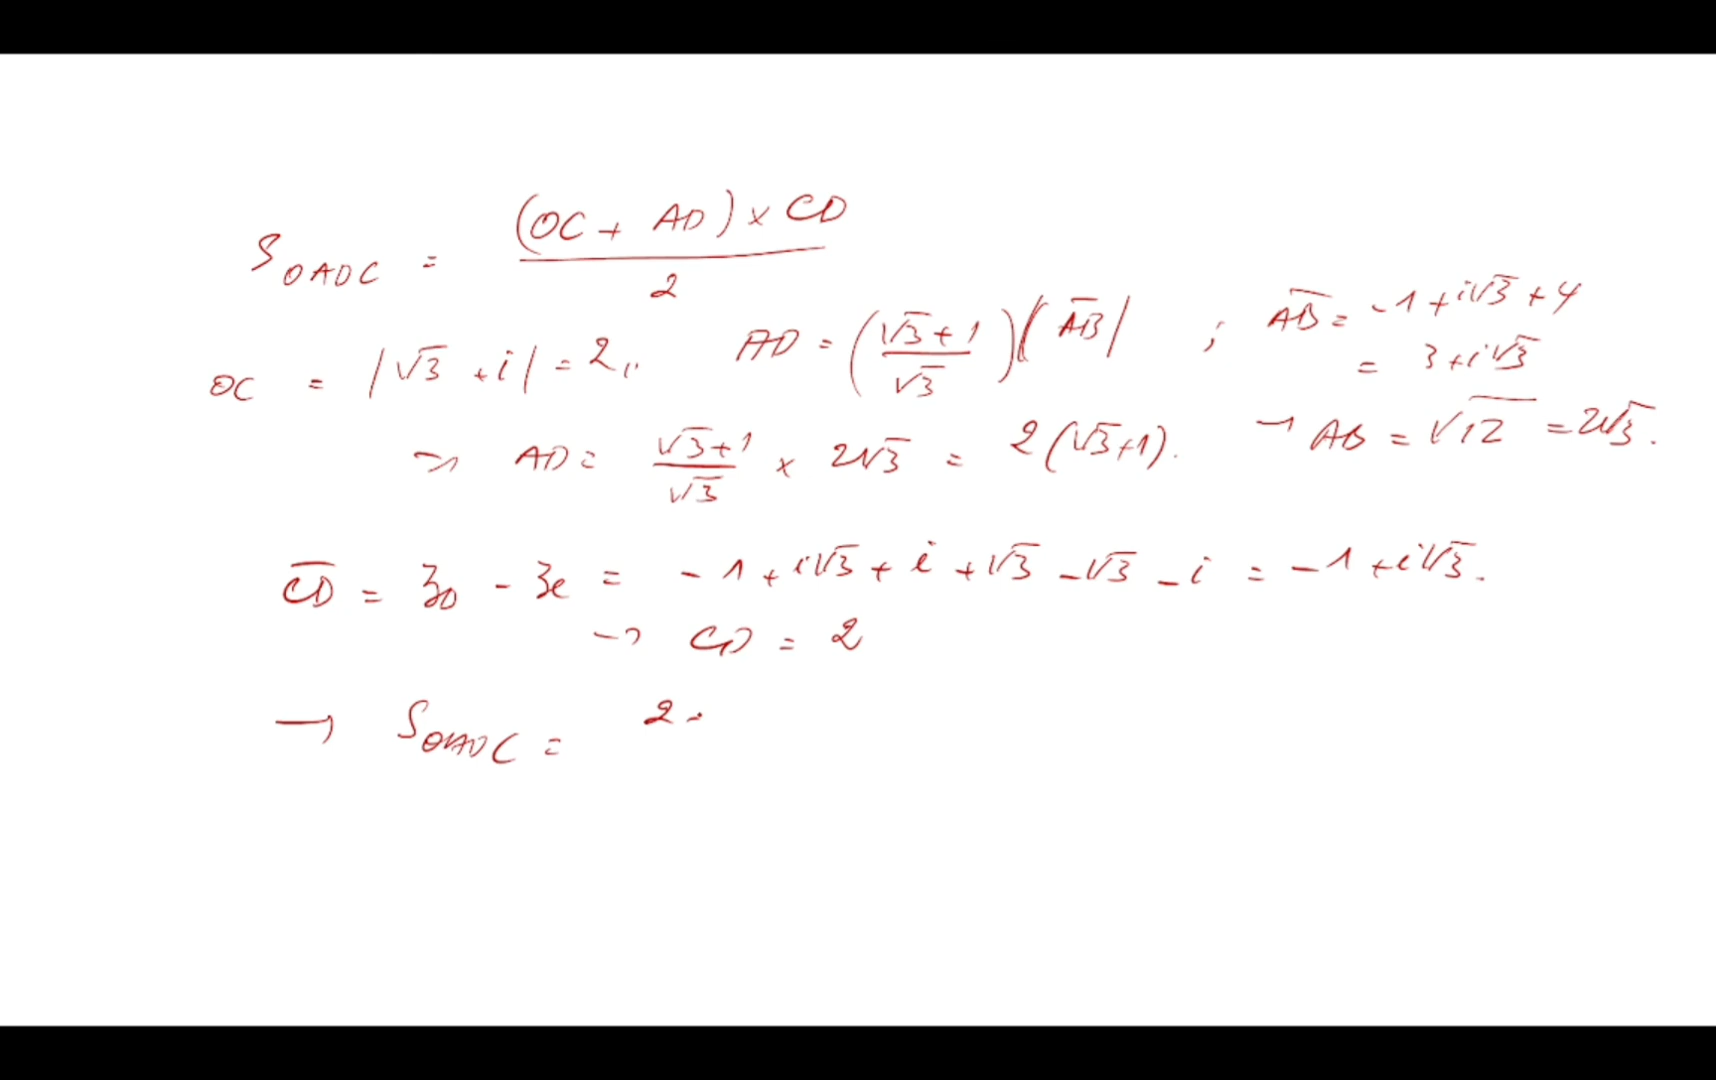 S_OADC = (OC + AD) x CD / 2
OC = |√3 + i| = 2,, AD = ((√3+1)/√3)|AB| ; AB = -1 + i√3 + 4
= 3 + i√3
→ AD = (√3+1)/√3 x 2√3 = 2(√3+1). → AB = √12 = 2√3.
CD = 3D - 3c = -1 + i√3 + i + √3 - √3 - i = -1 + i√3.
→ CD = 2
→ S_OADC = 2.